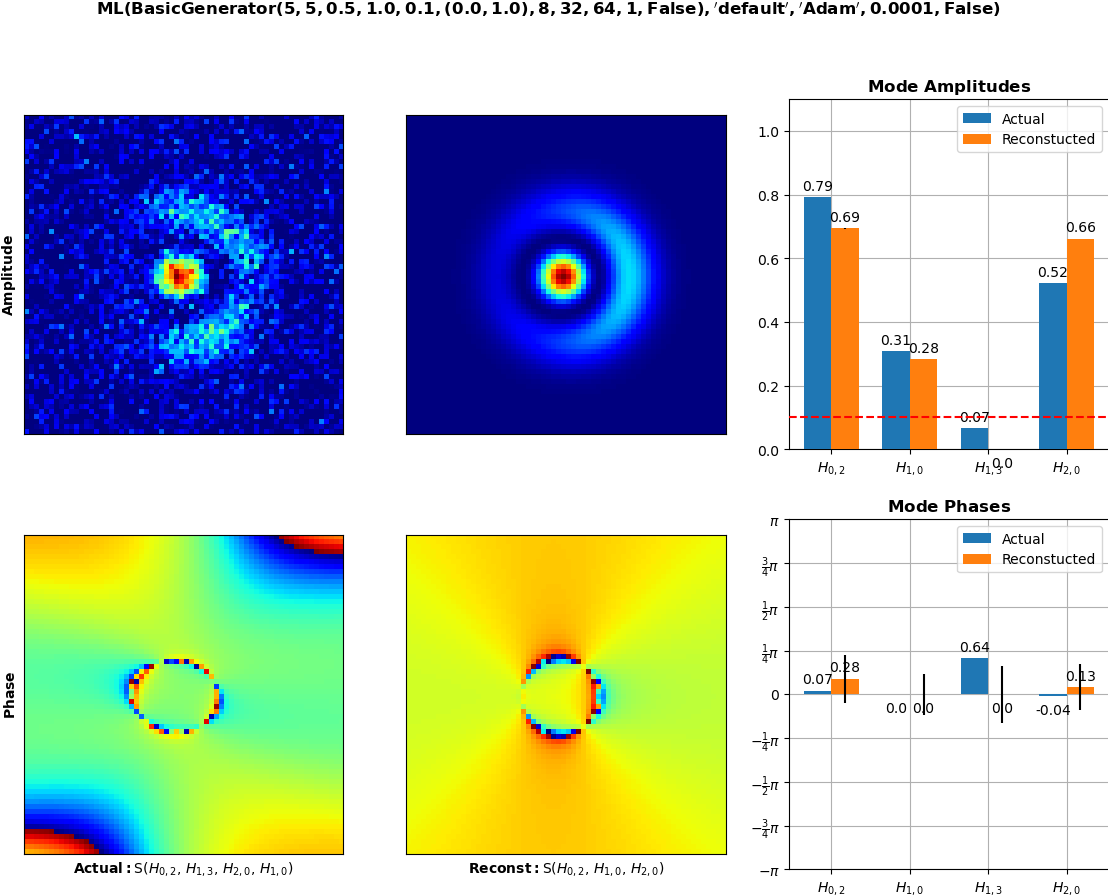 ML(BasicGenerator(5, 5, 0.5, 1.0, 0.1, (0.0, 1.0), 8, 32, 64, 1, False), ′default′, ′Adam′, 0.0001, False)
Amplitude
Mode Amplitudes
Actual
Reconstucted
1.0
0.8
0.6
0.4
0.2
0.0
0.79
0.69
0.31
0.28
0.07
0.0
0.52
0.66
H0,2
H1,0
H1,3
H2,0
Phase
Actual: S(H0,2, H1,3, H2,0, H1,0)
Reconst: S(H0,2, H1,0, H2,0)
Mode Phases
Actual
Reconstucted
π
3/4π
1/2π
1/4π
0
−1/4π
−1/2π
−3/4π
−π
0.07
0.28
0.0
0.0
0.64
0.0
-0.04
0.13
H0,2
H1,0
H1,3
H2,0